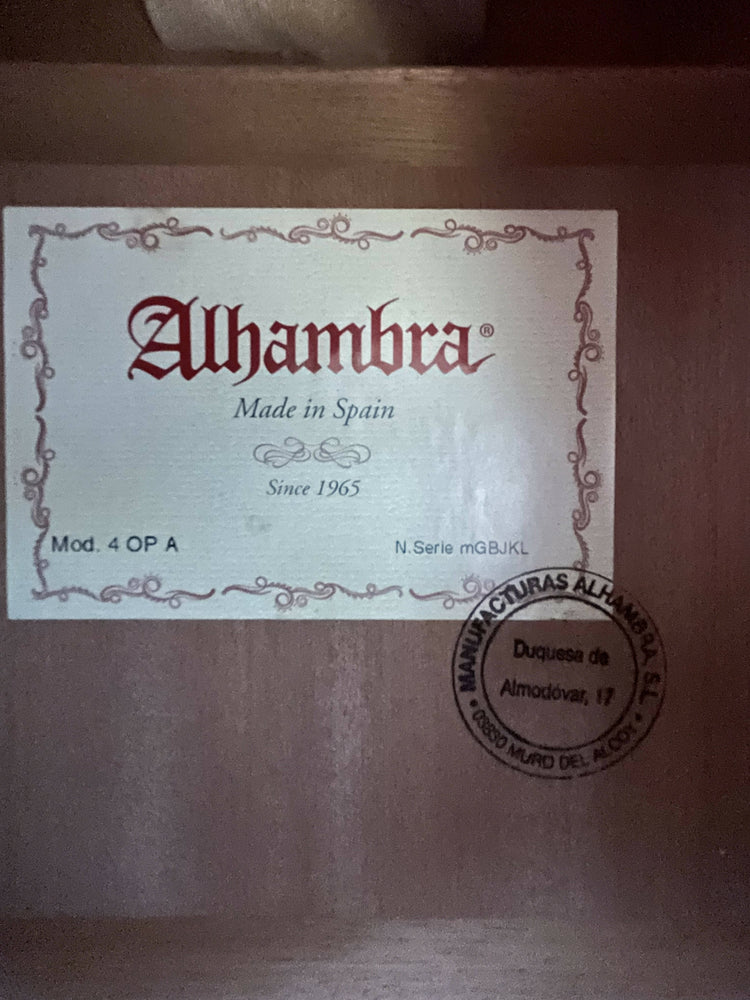 Alhambra®
Made in Spain
Since 1965
Mod. 4 OP A
N.Serie mGBJKL
MANUFACTURAS ALHAMBRA, S.L.
Duquesa de
Almodóvar, 17
• 03830 MURO DEL ALCOY •